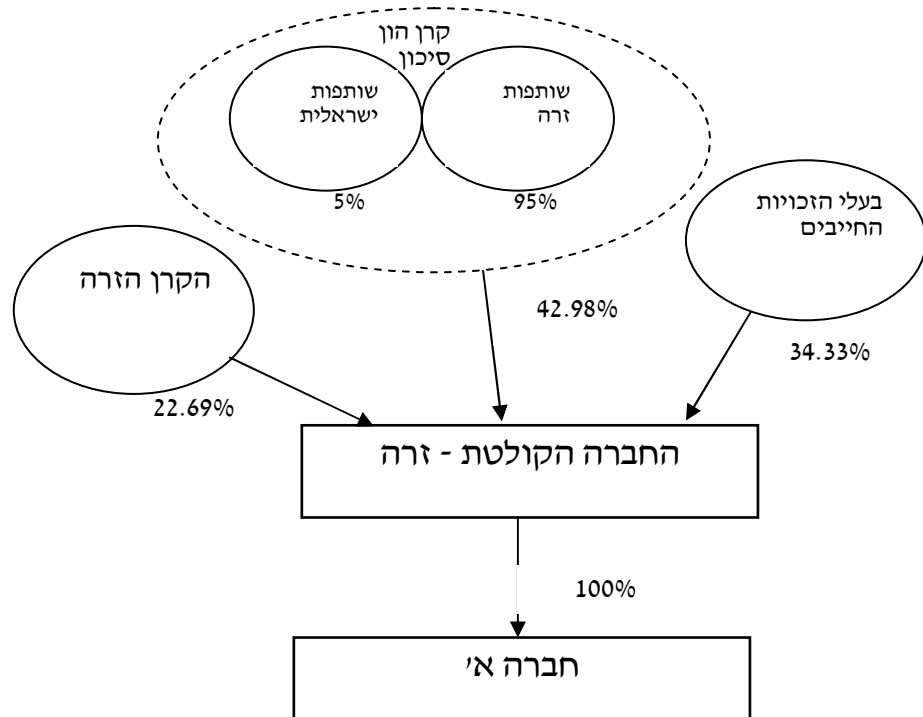 קרן הון
סיכון
שותפות
ישראלית
שותפות
זרה
5%
95%
בעלי הזכויות
החייבים
הקרן הזרה
42.98%
34.33%
22.69%
החברה הקולטת - זרה
100%
חברה א'